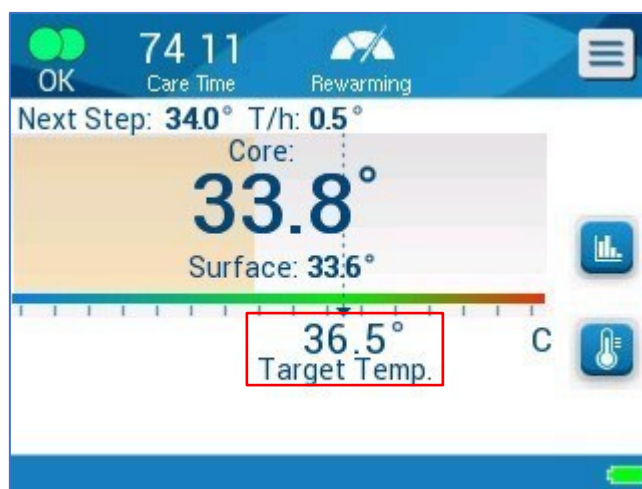 OK
74 11
Care Time
Rewarming
Next Step: 34.0° T/h: 0.5°
Core:
33.8°
Surface: 33.6°
36.5° C
Target Temp.